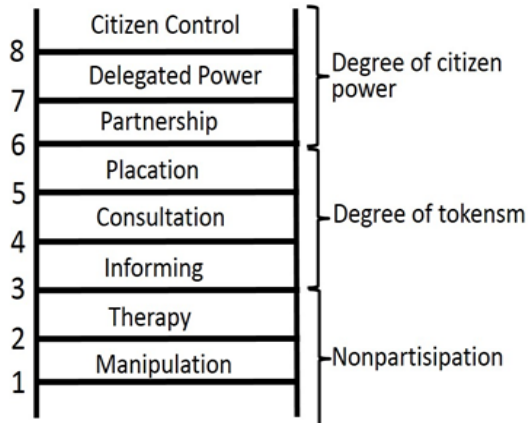 Citizen Control
8
Delegated Power
7
Partnership
6
Degree of citizen
power
Placation
5
Consultation
4
Informing
3
Degree of tokensm
Therapy
2
Manipulation
1
Nonpartisipation